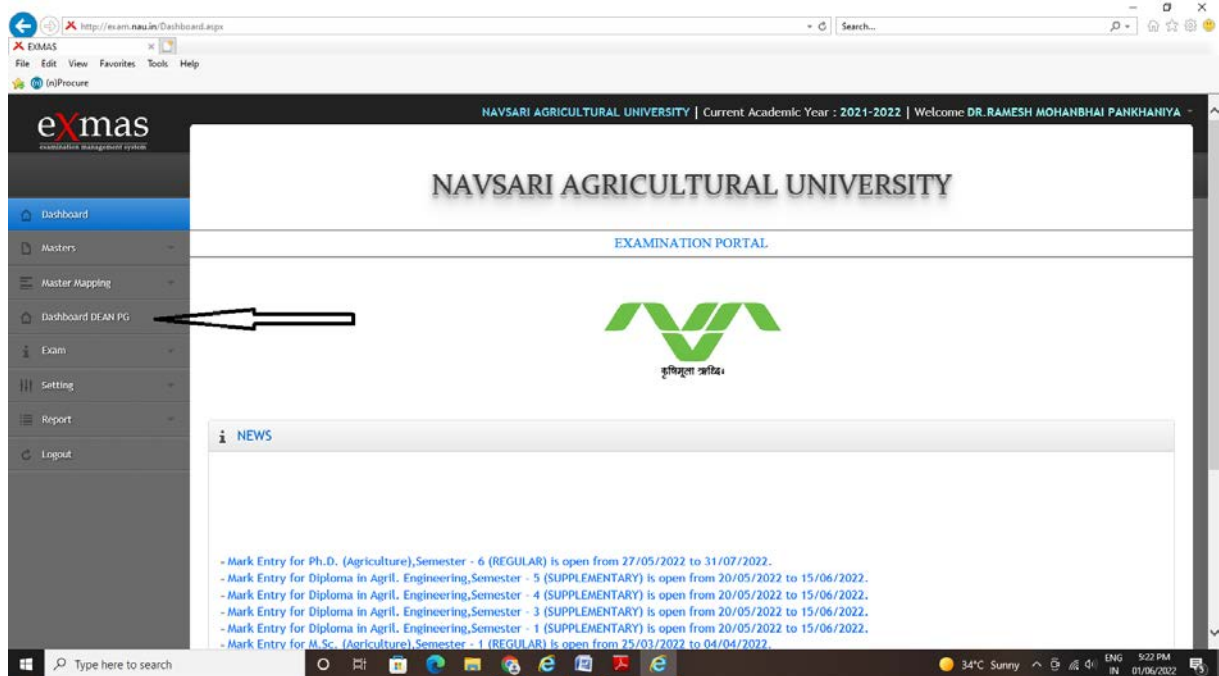 http://exam.nau.in/Dashboard.aspx
Search...
EXMAS
File Edit View Favorites Tools Help
(n)Procure
eXmas
examination management system
NAVSARI AGRICULTURAL UNIVERSITY | Current Academic Year : 2021-2022 | Welcome DR.RAMESH MOHANBHAI PANKHANIYA
NAVSARI AGRICULTURAL UNIVERSITY
EXAMINATION PORTAL
Dashboard
Masters
Master Mapping
Dashboard DEAN PG
Exam
Setting
Report
Logout
कृषिमूला ऋद्धिः
i NEWS
- Mark Entry for Ph.D. (Agriculture),Semester - 6 (REGULAR) is open from 27/05/2022 to 31/07/2022.
- Mark Entry for Diploma in Agril. Engineering,Semester - 5 (SUPPLEMENTARY) is open from 20/05/2022 to 15/06/2022.
- Mark Entry for Diploma in Agril. Engineering,Semester - 4 (SUPPLEMENTARY) is open from 20/05/2022 to 15/06/2022.
- Mark Entry for Diploma in Agril. Engineering,Semester - 3 (SUPPLEMENTARY) is open from 20/05/2022 to 15/06/2022.
- Mark Entry for Diploma in Agril. Engineering,Semester - 1 (SUPPLEMENTARY) is open from 20/05/2022 to 15/06/2022.
- Mark Entry for M.Sc. (Agriculture),Semester - 1 (REGULAR) is open from 25/03/2022 to 04/04/2022.
Type here to search
34°C Sunny
ENG
IN
5:22 PM
01/06/2022